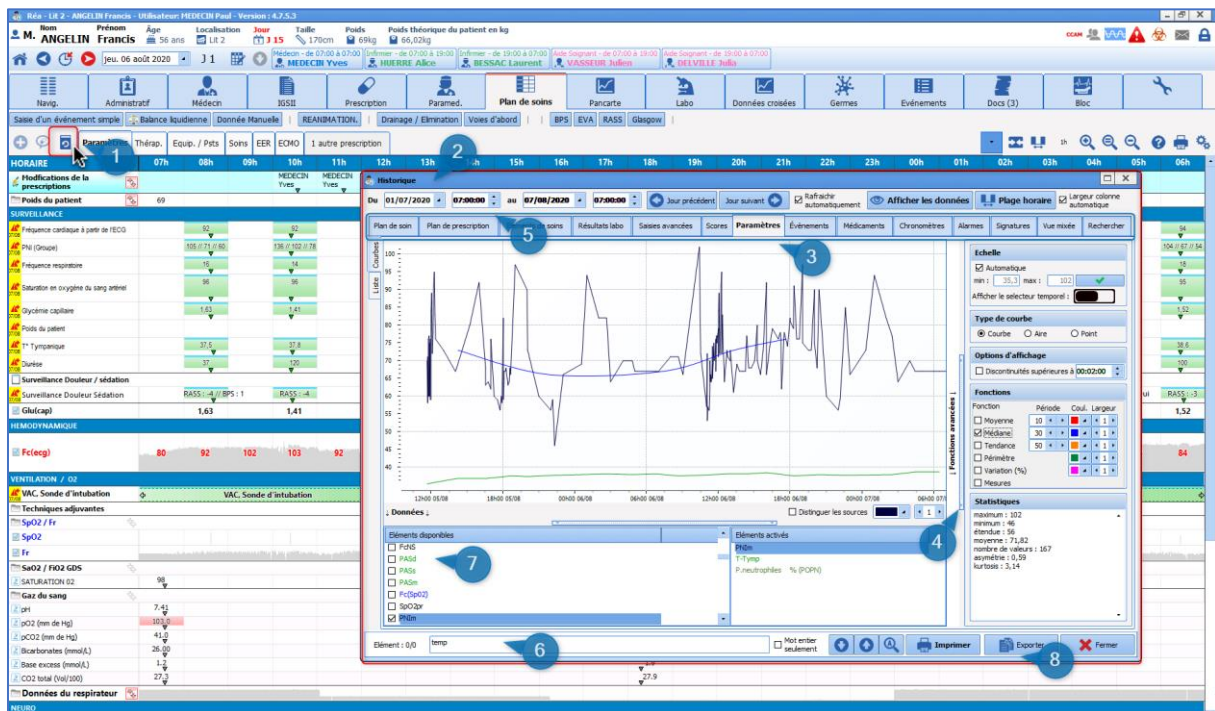 Réa - Lit 2 - ANGELIN Francis - Utilisateur: MEDECIN Paul - Version : 4.7.5.3
Nom Prénom Âge Localisation Jour Taille Poids Poids théorique du patient en kg
M. ANGELIN Francis 56 ans Lit 2 J 15 170cm 69kg 66,02kg
CCAM
jeu. 06 août 2020 J 1
Médecin - de 07:00 à 07:00 Infirmier - de 07:00 à 19:00 Infirmier - de 19:00 à 07:00 Aide Soignant - de 07:00 à 19:00 Aide Soignant - de 19:00 à 07:00
MEDECIN Yves HUERRE Alice BESSAC Laurent VASSEUR Julien DELVILLE Julia
Navig. Administratif Médecin IGSII Prescription Paramed. Plan de soins Pancarte Labo Données croisées Germes Evénements Docs (3) Bloc
Saisie d'un événement simple Balance liquidienne Donnée Manuelle REANIMATION. Drainage / Elimination Voies d'abord BPS EVA RASS Glasgow
Paramètres Thérap. Equip. / Psts Soins EER ECMO 1 autre prescription 1h
1
2
HORAIRE 07h 08h 09h 10h 11h 12h 13h 14h 15h 16h 17h 18h 19h 20h 21h 22h 23h 00h 01h 02h 03h 04h 05h 06h
Modfications de la prescriptions MEDECIN Yves MEDECIN Yves
Poids du patient 69
SURVEILLANCE
Fréquence cardiaque à partir de l'ECG 92 92 94
PNI (Groupe) 105 // 71 // 60 136 // 102 // 78 104 // 67 // 54
Fréquence respiratoire 16 14 18
Saturation en oxygène du sang artériel 96 96 95
Glycémie capillaire 1,63 1,41 1,52
Poids du patient
T° Tympanique 37,5 37,8 38,6
Diurèse 37 120 100
Surveillance Douleur / sédation
Surveillance Douleur Sédation RASS : -4 // BPS : 1 RASS : -4 ui RASS : -3
Glu(cap) 1,63 1,41 1,52
HEMODYNAMIQUE
Fc(ecg) 80 92 102 103 92 84
VENTILATION / O2
VAC, Sonde d'intubation VAC, Sonde d'intubation
Techniques adjuvantes
SpO2 / Fr
SpO2
Fr
SaO2 / FiO2 GDS
SATURATION O2 98
Gaz du sang
pH 7.41
pO2 (mm de Hg) 103.0
pCO2 (mm de Hg) 41.0
Bicarbonates (mmol/L) 26.00
Base excess (mmol/L) 1.2
CO2 total (Vol/100) 27.3 27.9
Données du respirateur
NEURO
Historique
Du 01/07/2020 07:00:00 au 07/08/2020 07:00:00 Jour précédent Jour suivant Rafraichir automatiquement Afficher les données Plage horaire Largeur colonne automatique
Plan de soin Plan de prescription soins Résultats labo Saisies avancées Scores Paramètres Évènements Médicaments Chronomètres Alarmes Signatures Vue mixée Rechercher
5
3
Courbes
Liste
100
95
90
85
80
75
70
65
60
55
50
45
40
12h00 05/08 18h00 05/08 00h00 06/08 06h00 06/08 12h00 06/08 18h00 06/08 00h00 07/08 06h00 07/
↓ Fonctions avancées ↓
Echelle
Automatique
min : 35,3 max : 102
Afficher le selecteur temporel :
Type de courbe
Courbe Aire Point
Options d'affichage
Discontinuités supérieures à 00:02:00
Fonctions
Fonction Période Coul. Largeur
Moyenne 10 1
Médiane 30 1
Tendance 50 1
Périmètre 1
Variation (%) 1
Mesures
Statistiques
maximum : 102
minimum : 46
étendue : 56
moyenne : 71,82
nombre de valeurs : 167
asymétrie : 0,59
kurtosis : 3,14
4
↓ Données ↓ Distinguer les sources 1
Eléments disponibles
FcNS
PASd
PASs
PASm
Fc(SpO2)
SpO2pr
PNIm
7
Eléments activés
PNIm
T-Tymp
P.neutrophiles % (POPN)
Elément : 0/0 temp Mot entier seulement Imprimer Exporter Fermer
6
8